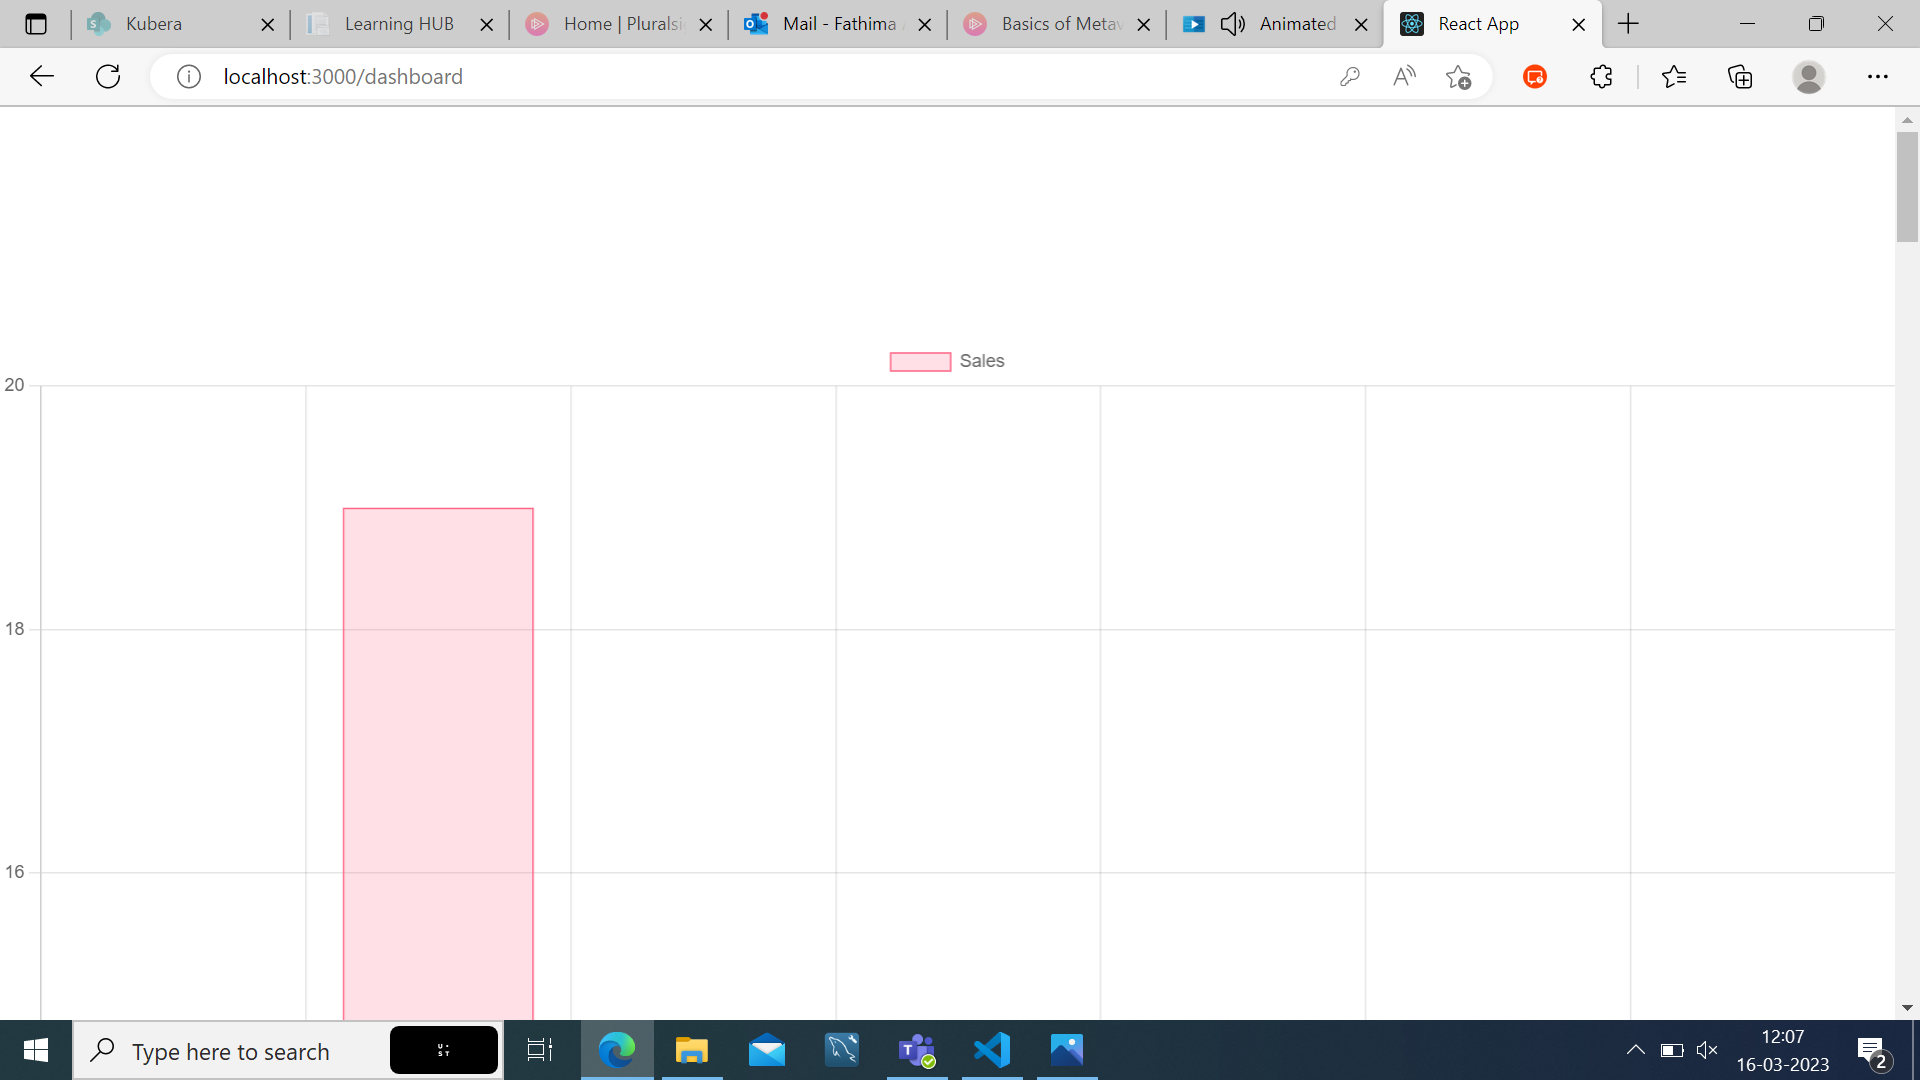 Kubera
Learning HUB
Home | Pluralsi
Mail - Fathima
Basics of Metav
Animated
React App
localhost:3000/dashboard
Sales
20
18
16
Type here to search
U•
ST
12:07
16-03-2023
2